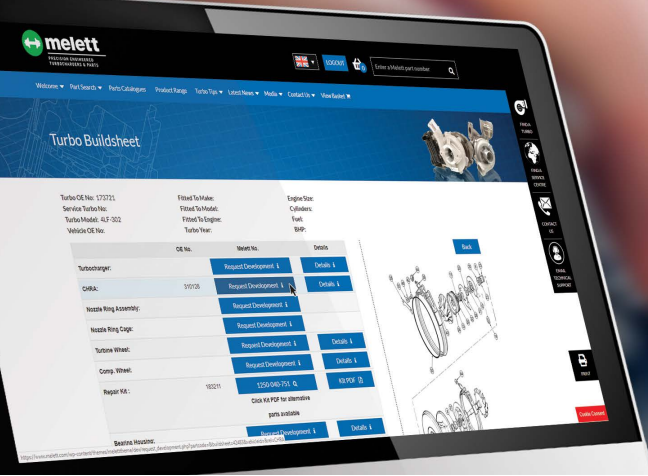 melett
PRECISION ENGINEERED
TURBOCHARGERS & PARTS
LOGOUT
Enter a Melett part number
Welcome Part Search Parts Catalogues Product Range Turbo Tips Latest News Media Contact Us View Basket
Turbo Buildsheet
FIND A
TURBO
FIND A
SERVICE
CENTRE
CONTACT
US
EMAIL
TECHNICAL
SUPPORT
PRINT
Cookie Consent
Turbo OE No: 173721 Fitted To Make: Engine Size:
Service Turbo No: Fitted To Model: Cylinders:
Turbo Model: 4LF-302 Fitted To Engine: Fuel:
Vehicle OE No: Turbo Year: BHP:
OE No. Melett No. Details
Back
Turbocharger: Request Development i Details i
CHRA: 310128 Request Development i Details i
Nozzle Ring Assembly: Request Development i
Nozzle Ring Cage: Request Development i
Turbine Wheel: Request Development i Details i
Comp. Wheel: Request Development i Details i
Repair Kit : 183211 1250-040-751 Kit PDF
Click Kit PDF for alternative
parts available
Bearing Housing: Request Development i Details i